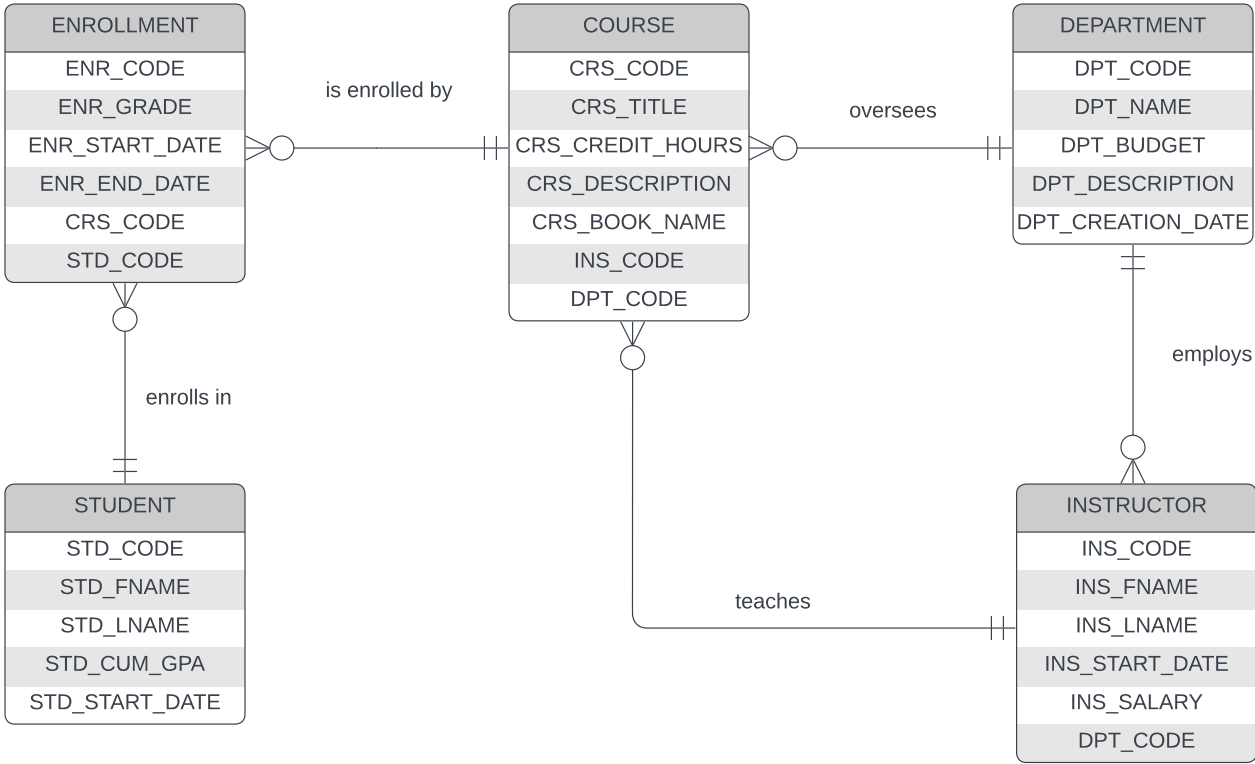 ENROLLMENT
ENR_CODE
ENR_GRADE
ENR_START_DATE
ENR_END_DATE
CRS_CODE
STD_CODE
is enrolled by
COURSE
CRS_CODE
CRS_TITLE
CRS_CREDIT_HOURS
CRS_DESCRIPTION
CRS_BOOK_NAME
INS_CODE
DPT_CODE
oversees
DEPARTMENT
DPT_CODE
DPT_NAME
DPT_BUDGET
DPT_DESCRIPTION
DPT_CREATION_DATE
employs
enrolls in
STUDENT
STD_CODE
STD_FNAME
STD_LNAME
STD_CUM_GPA
STD_START_DATE
teaches
INSTRUCTOR
INS_CODE
INS_FNAME
INS_LNAME
INS_START_DATE
INS_SALARY
DPT_CODE